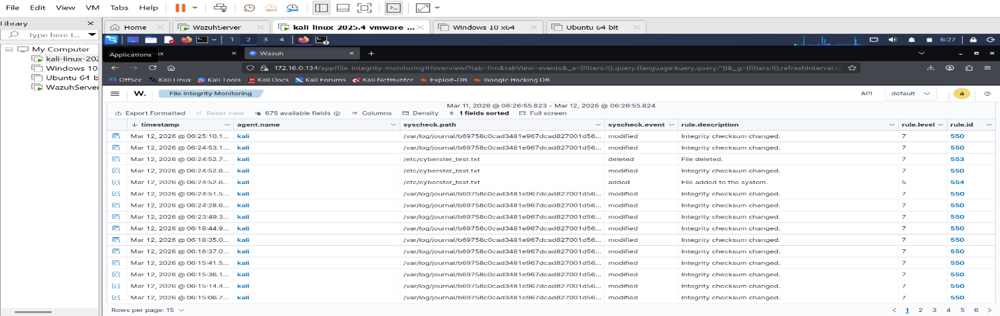 File Edit View VM Tabs Help
Library
Type here t...
My Computer
kali-linux-202
Windows 10
Ubuntu 64-b
WazuhServer
Home WazuhServer kali-linux-2025.4-vmware-... Windows 10 x64 Ubuntu 64-bit
1 2 3 4 6:27
Applications
Wazuh
172.16.0.134/app/file-integrity-monitoring
OffSec Kali Linux Kali Tools Kali Docs Kali Forums Kali NetHunter Exploit-DB Google Hacking DB
W. File Integrity Monitoring API default a
Mar 11, 2026 @ 06:26:55.823 - Mar 12, 2026 @ 06:26:55.824
Export Formatted Reset view 675 available fields Columns Density 1 fields sorted Full screen
timestamp agent.name syscheck.path syscheck.event rule.description rule.level rule.id
Mar 12, 2026 @ 06:25:10.1... kali /var/log/journal/b69758c0cad3481e967dcad827001d56... modified Integrity checksum changed. 7 550
Mar 12, 2026 @ 06:24:53.1... kali /var/log/journal/b69758c0cad3481e967dcad827001d56... modified Integrity checksum changed. 7 550
Mar 12, 2026 @ 06:24:52.7... kali /etc/cyberster_test.txt deleted File deleted. 7 553
Mar 12, 2026 @ 06:24:52.6... kali /etc/cyberster_test.txt modified Integrity checksum changed. 7 550
Mar 12, 2026 @ 06:24:52.6... kali /etc/cyberster_test.txt added File added to the system. 5 554
Mar 12, 2026 @ 06:24:51.5... kali /var/log/journal/b69758c0cad3481e967dcad827001d56... modified Integrity checksum changed. 7 550
Mar 12, 2026 @ 06:24:28.6... kali /var/log/journal/b69758c0cad3481e967dcad827001d56... modified Integrity checksum changed. 7 550
Mar 12, 2026 @ 06:23:49.3... kali /var/log/journal/b69758c0cad3481e967dcad827001d56... modified Integrity checksum changed. 7 550
Mar 12, 2026 @ 06:18:44.9... kali /var/log/journal/b69758c0cad3481e967dcad827001d56... modified Integrity checksum changed. 7 550
Mar 12, 2026 @ 06:18:35.0... kali /var/log/journal/b69758c0cad3481e967dcad827001d56... modified Integrity checksum changed. 7 550
Mar 12, 2026 @ 06:16:37.0... kali /var/log/journal/b69758c0cad3481e967dcad827001d56... modified Integrity checksum changed. 7 550
Mar 12, 2026 @ 06:15:41.5... kali /var/log/journal/b69758c0cad3481e967dcad827001d56... modified Integrity checksum changed. 7 550
Mar 12, 2026 @ 06:15:36.1... kali /var/log/journal/b69758c0cad3481e967dcad827001d56... modified Integrity checksum changed. 7 550
Mar 12, 2026 @ 06:15:14.4... kali /var/log/journal/b69758c0cad3481e967dcad827001d56... modified Integrity checksum changed. 7 550
Mar 12, 2026 @ 06:15:06.7... kali /var/log/journal/b69758c0cad3481e967dcad827001d56... modified Integrity checksum changed. 7 550
Rows per page: 15 1 2 3 4 5 6